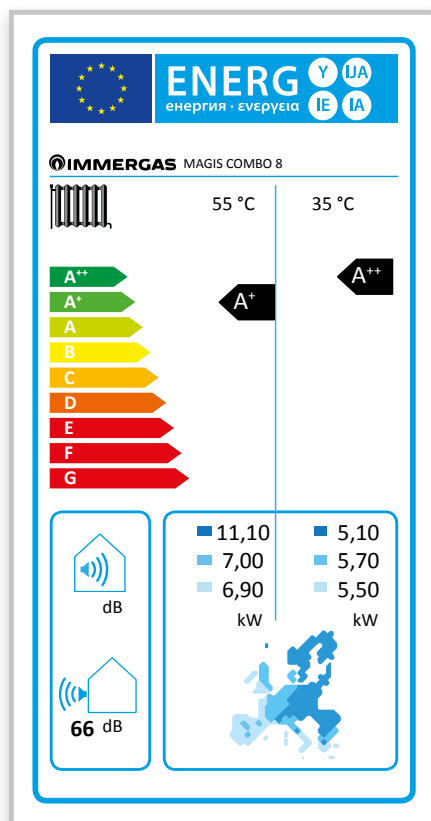 ENERG Y IJA
енергия · ενεργεια IE IA
IMMERGAS MAGIS COMBO 8
55 °C 35 °C
A++
A+
A
B
C
D
E
F
G
A+
A++
11,10 5,10
7,00 5,70
6,90 5,50
kW kW
dB
66 dB